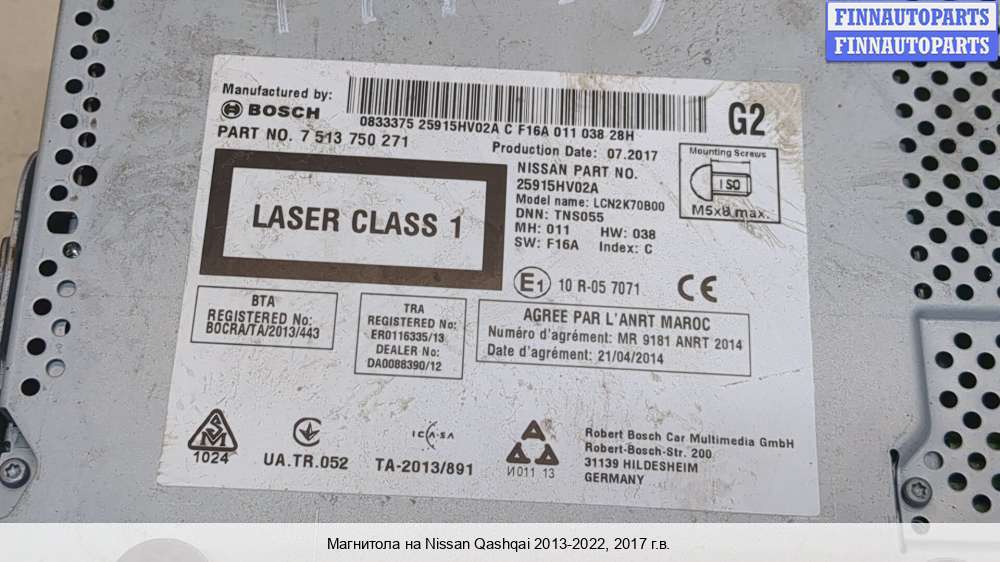 FINNAUTOPARTS
FINNAUTOPARTS
Manufactured by:
BOSCH
0833375 25915HV02A C F16A 011 038 28H
G2
PART NO. 7 513 750 271
Production Date: 07.2017
NISSAN PART NO.
25915HV02A
Model name: LCN2K70B00
DNN: TNS055
MH: 011 HW: 038
SW: F16A Index: C
Mounting Screws
ISO
M5x8 max.
LASER CLASS 1
E1 10 R-05 7071
CE
BTA
REGISTERED No:
BOCRA/TA/2013/443
TRA
REGISTERED No:
ER0116335/13
DEALER No:
DA0088390/12
AGREE PAR L'ANRT MAROC
Numéro d'agrément: MR 9181 ANRT 2014
Date d'agrément: 21/04/2014
1024
UA.TR.052
ICASA
TA-2013/891
И011 13
Robert Bosch Car Multimedia GmbH
Robert-Bosch-Str. 200
31139 HILDESHEIM
GERMANY
Магнитола на Nissan Qashqai 2013-2022, 2017 г.в.